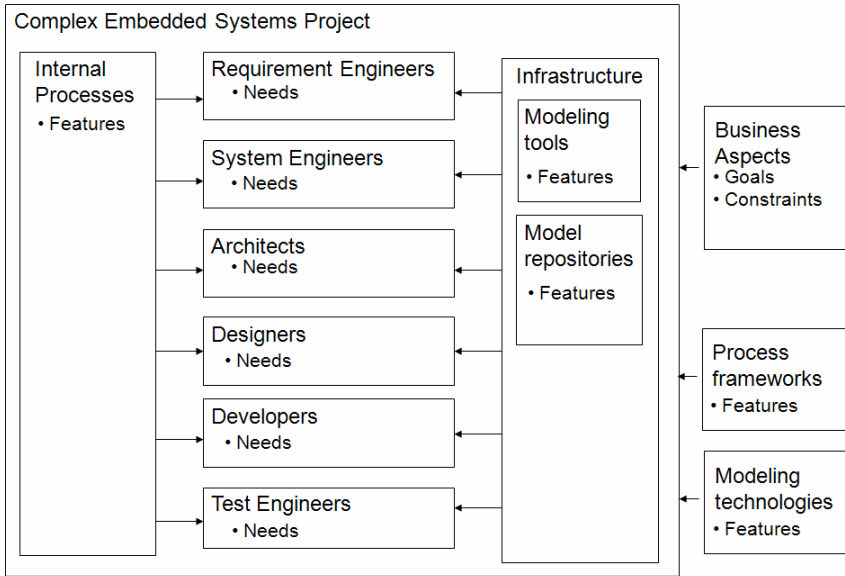 Complex Embedded Systems Project
Internal
Processes
• Features
Requirement Engineers
• Needs
System Engineers
• Needs
Architects
• Needs
Designers
• Needs
Developers
• Needs
Test Engineers
• Needs
Infrastructure
Modeling
tools
• Features
Model
repositories
• Features
Business
Aspects
• Goals
• Constraints
Process
frameworks
• Features
Modeling
technologies
• Features